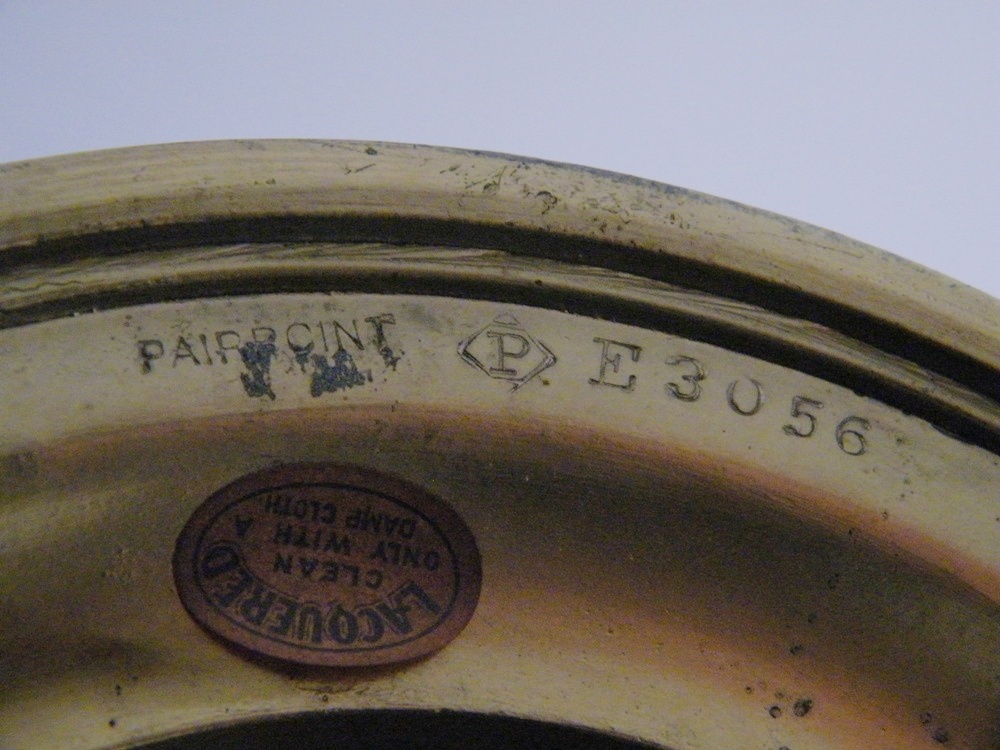 PAIRPOINT P E3056
LACQUERED
CLEAN
ONLY WITH A
DAMP CLOTH